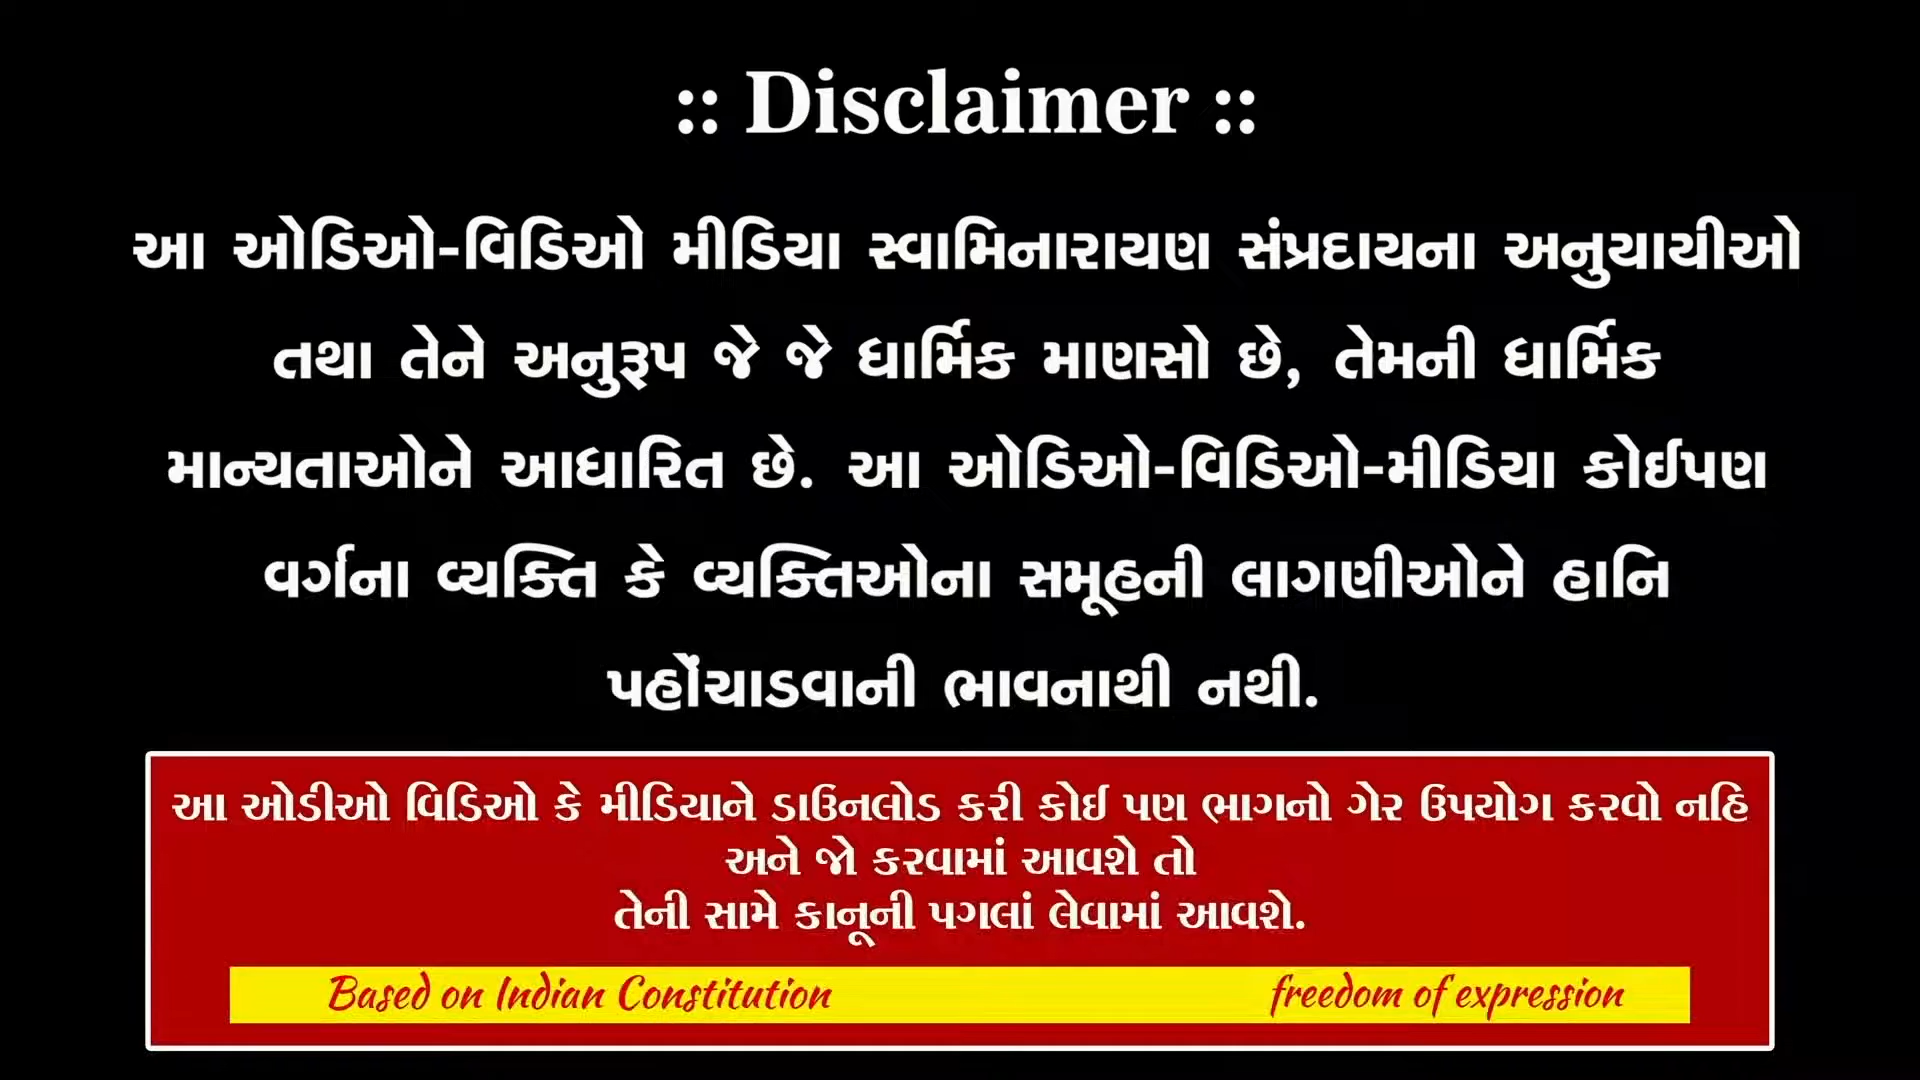 :: Disclaimer ::
આ ઓડિઓ-વિડિઓ મીડિયા સ્વામિનારાયણ સંપ્રદાયના અનુયાયીઓ
તથા તેને અનુરૂપ જે જે ધાર્મિક માણસો છે, તેમની ધાર્મિક
માન્યતાઓને આધારિત છે. આ ઓડિઓ-વિડિઓ-મીડિયા કોઈપણ
વર્ગના વ્યક્તિ કે વ્યક્તિઓના સમૂહની લાગણીઓને હાનિ
પહોંચાડવાની ભાવનાથી નથી.
આ ઓડીઓ વિડિઓ કે મીડિયાને ડાઉનલોડ કરી કોઈ પણ ભાગનો ગેર ઉપયોગ કરવો નહિ
અને જો કરવામાં આવશે તો
તેની સામે કાનૂની પગલાં લેવામાં આવશે.
Based on Indian Constitution freedom of expression